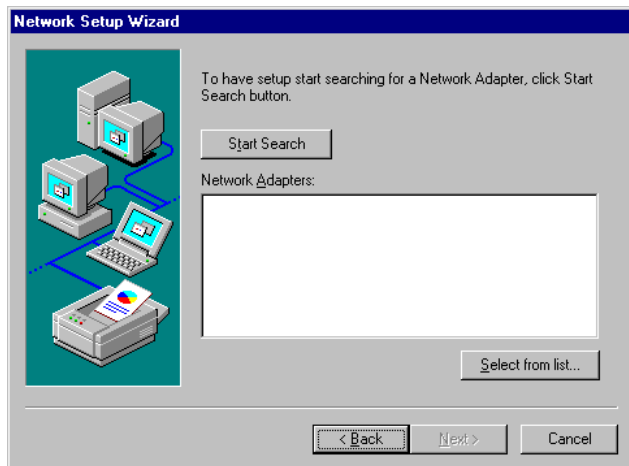 Network Setup Wizard
To have setup start searching for a Network Adapter, click Start
Search button.
Start Search
Network Adapters:
Select from list...
< Back
Next >
Cancel